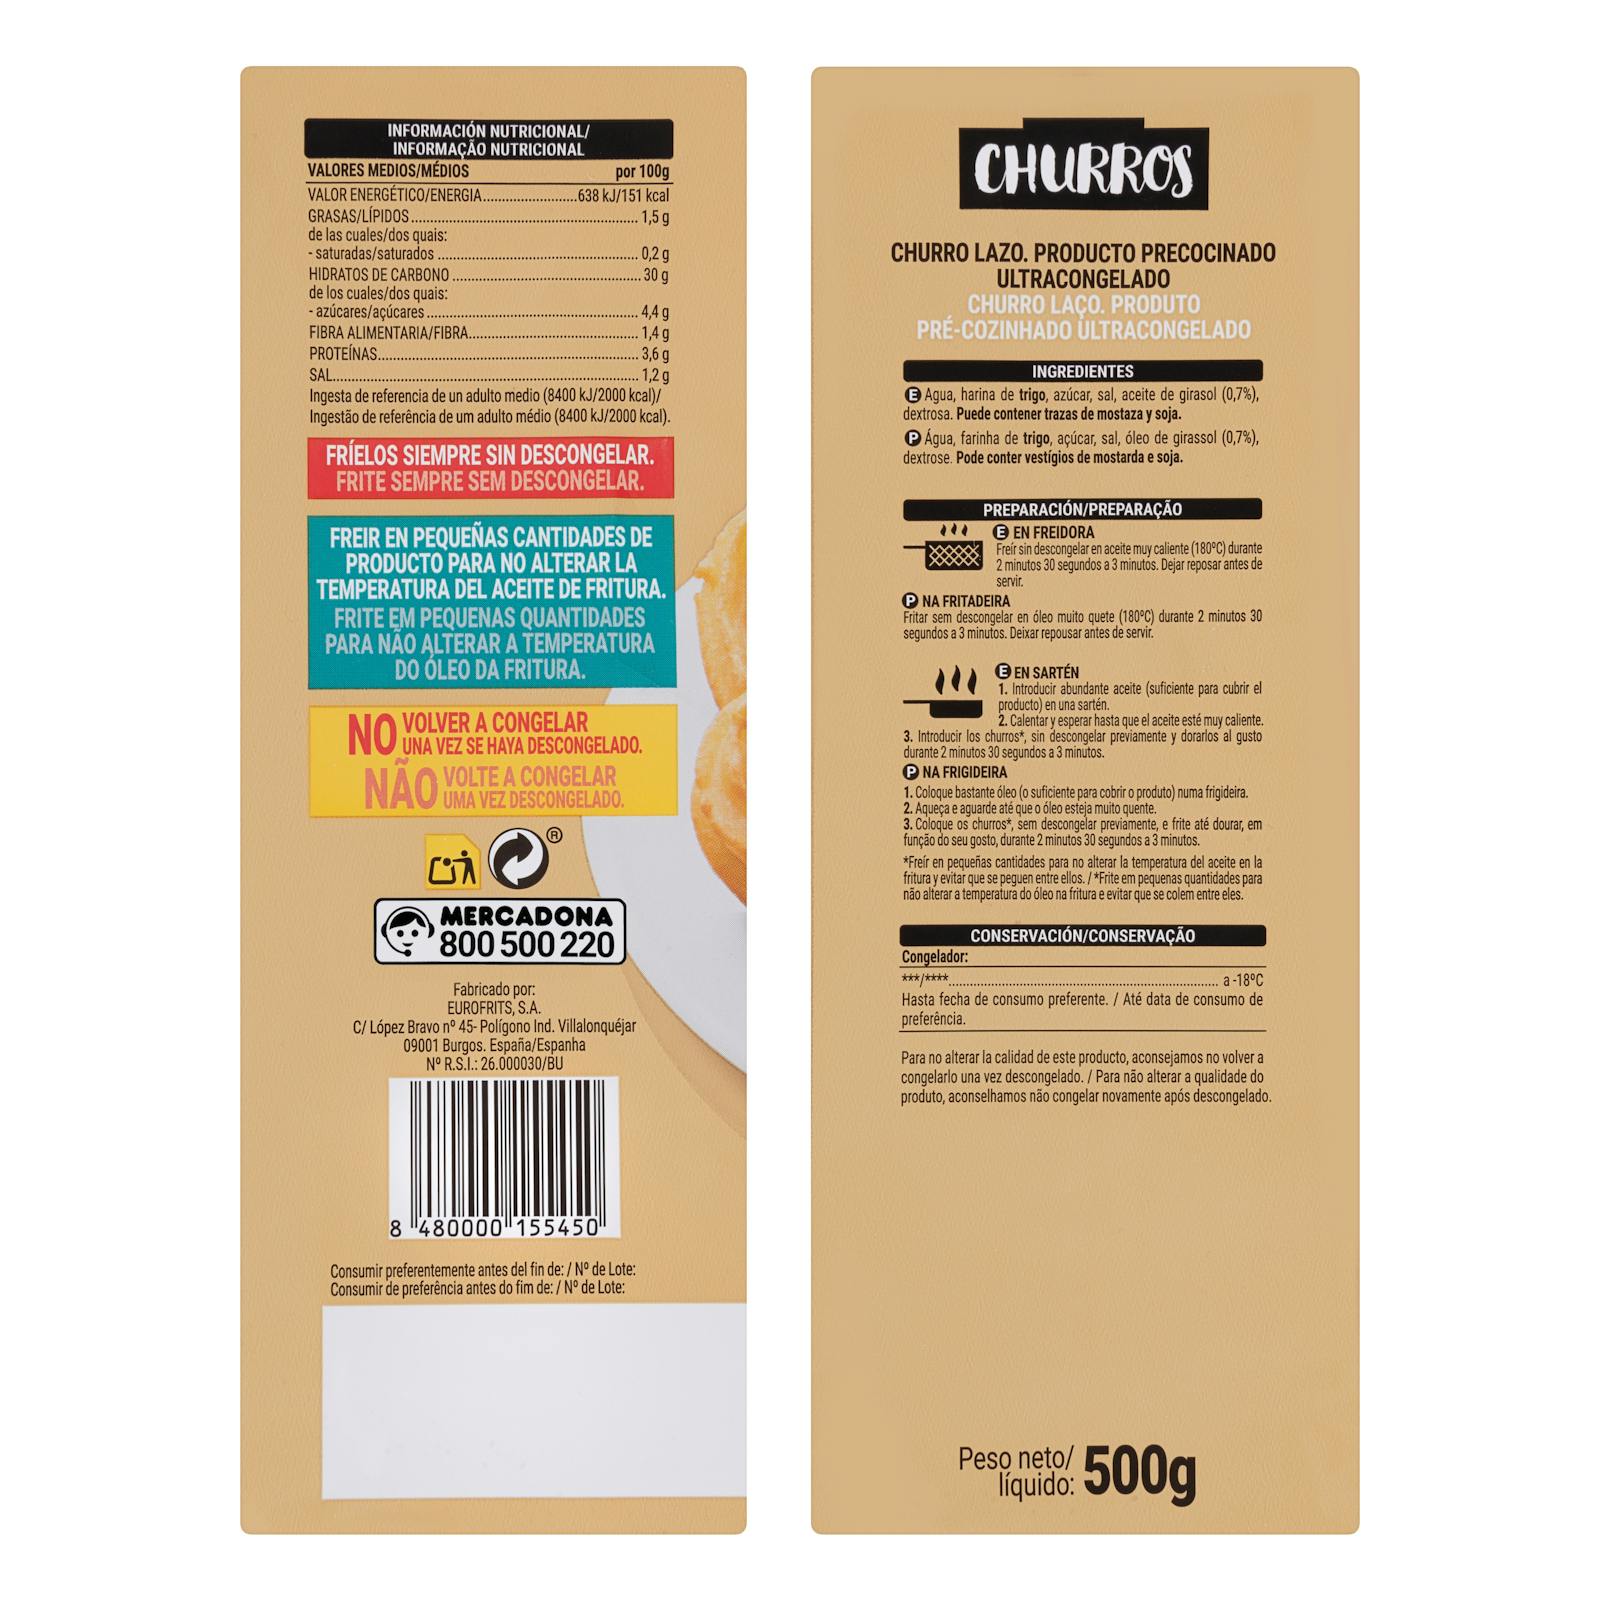 INFORMACIÓN NUTRICIONAL/
INFORMAÇÃO NUTRICIONAL
VALORES MEDIOS/MÉDIOS por 100g
VALOR ENERGÉTICO/ENERGIA 638 kJ/151 kcal
GRASAS/LÍPIDOS 1,5 g
de las cuales/dos quais:
- saturadas/saturados 0,2 g
HIDRATOS DE CARBONO 30 g
de los cuales/dos quais:
- azúcares/açúcares 4,4 g
FIBRA ALIMENTARIA/FIBRA 1,4 g
PROTEÍNAS 3,6 g
SAL 1,2 g
Ingesta de referencia de un adulto medio (8400 kJ/2000 kcal)/
Ingestão de referência de um adulto médio (8400 kJ/2000 kcal).
FRÍELOS SIEMPRE SIN DESCONGELAR.
FRITE SEMPRE SEM DESCONGELAR.
FREIR EN PEQUEÑAS CANTIDADES DE
PRODUCTO PARA NO ALTERAR LA
TEMPERATURA DEL ACEITE DE FRITURA.
FRITE EM PEQUENAS QUANTIDADES
PARA NÃO ALTERAR A TEMPERATURA
DO ÓLEO DA FRITURA.
NO VOLVER A CONGELAR
UNA VEZ SE HAYA DESCONGELADO.
NÃO VOLTE A CONGELAR
UMA VEZ DESCONGELADO.
®
MERCADONA
800 500 220
Fabricado por:
EUROFRITS, S.A.
C/ López Bravo nº 45- Polígono Ind. Villalonquéjar
09001 Burgos. España/Espanha
Nº R.S.I.: 26.000030/BU
8 480000 155450
Consumir preferentemente antes del fin de: / Nº de Lote:
Consumir de preferência antes do fim de: / Nº de Lote:
CHURROS
CHURRO LAZO. PRODUCTO PRECOCINADO
ULTRACONGELADO
CHURRO LAÇO. PRODUTO
PRÉ-COZINHADO ULTRACONGELADO
INGREDIENTES
E Agua, harina de trigo, azúcar, sal, aceite de girasol (0,7%),
dextrosa. Puede contener trazas de mostaza y soja.
P Água, farinha de trigo, açúcar, sal, óleo de girassol (0,7%),
dextrose. Pode conter vestígios de mostarda e soja.
PREPARACIÓN/PREPARAÇÃO
E EN FREIDORA
Freír sin descongelar en aceite muy caliente (180ºC) durante
2 minutos 30 segundos a 3 minutos. Dejar reposar antes de
servir.
P NA FRITADEIRA
Fritar sem descongelar en óleo muito quete (180ºC) durante 2 minutos 30
segundos a 3 minutos. Deixar repousar antes de servir.
E EN SARTÉN
1. Introducir abundante aceite (suficiente para cubrir el
producto) en una sartén.
2. Calentar y esperar hasta que el aceite esté muy caliente.
3. Introducir los churros*, sin descongelar previamente y dorarlos al gusto
durante 2 minutos 30 segundos a 3 minutos.
P NA FRIGIDEIRA
1. Coloque bastante óleo (o suficiente para cobrir o produto) numa frigideira.
2. Aqueça e aguarde até que o óleo esteja muito quente.
3. Coloque os churros*, sem descongelar previamente, e frite até dourar, em
função do seu gosto, durante 2 minutos 30 segundos a 3 minutos.
*Freír en pequeñas cantidades para no alterar la temperatura del aceite en la
fritura y evitar que se peguen entre ellos. / *Frite em pequenas quantidades para
não alterar a temperatura do óleo na fritura e evitar que se colem entre eles.
CONSERVACIÓN/CONSERVAÇÃO
Congelador:
***/**** a -18ºC
Hasta fecha de consumo preferente. / Até data de consumo de
preferência.
Para no alterar la calidad de este producto, aconsejamos no volver a
congelarlo una vez descongelado. / Para não alterar a qualidade do
produto, aconselhamos não congelar novamente após descongelado.
Peso neto/
líquido: 500g